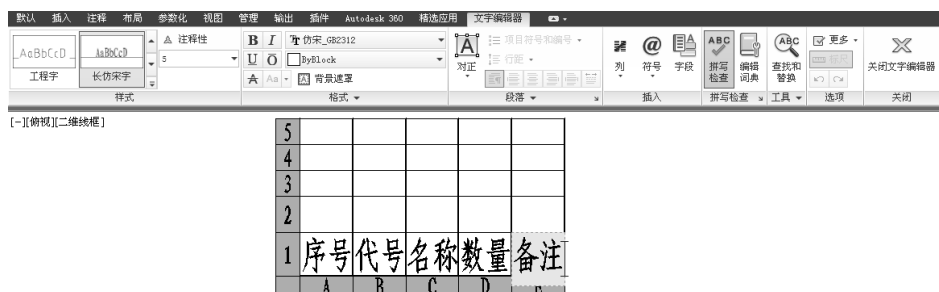 默认 插入 注释 布局 参数化 视图 管理 输出 插件 Autodesk 360 精选应用 文字编辑器
AaBbCcD AaBbCcD 注释性 5
工程字 长仿宋字
样式
B I 仿宋_GB2312
U O ByBlock
A Aa 背景遮罩
格式
A 对正 项目符号和编号
行距
段落
列 @ 符号 字段
插入
ABC 拼写检查 编辑词典
拼写检查
ABC 查找和替换
工具
更多
标尺
选项
关闭文字编辑器
关闭
[-][俯视][二维线框]
5
4
3
2
1 序号 代号 名称 数量 备注
A B C D E